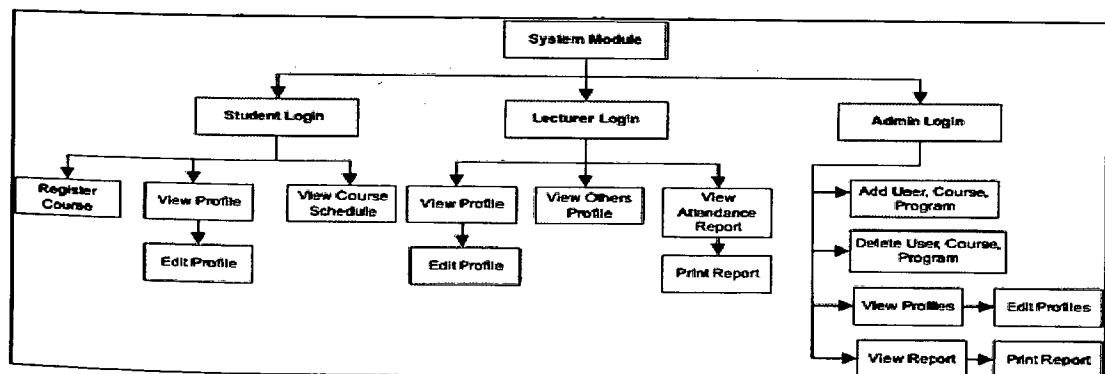 System Module
Student Login
Lecturer Login
Admin Login
Register
Course
View Profile
View Course
Schedule
View Profile
View Others
Profile
View
Attendance
Report
Add User, Course,
Program
Edit Profile
Edit Profile
Print Report
Delete User, Course,
Program
View Profiles
Edit Profiles
View Report
Print Report